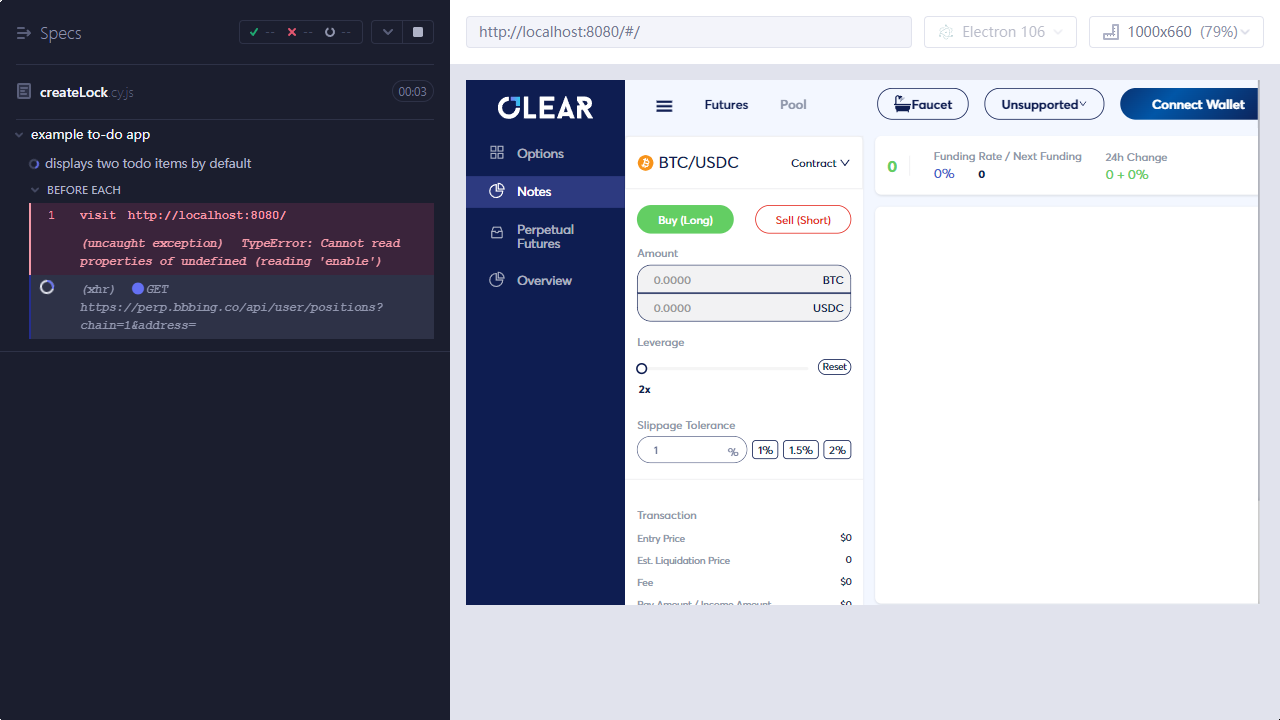 Specs
--
--
--
createLock.cy.js
00:03
example to-do app
displays two todo items by default
BEFORE EACH
1 visit http://localhost:8080/
(uncaught exception) TypeError: Cannot read
properties of undefined (reading 'enable')
(xhr) GET
https://perp.bbbing.co/api/user/positions?
chain=1&address=
http://localhost:8080/#/
Electron 106
1000x660 (79%)
CLEAR
Options
Notes
Perpetual
Futures
Overview
Futures
Pool
Faucet
Unsupported
Connect Wallet
BTC/USDC
Contract
0
Funding Rate / Next Funding
0% 0
24h Change
0 + 0%
Buy (Long)
Sell (Short)
Amount
0.0000 BTC
0.0000 USDC
Leverage
Reset
2x
Slippage Tolerance
1 %
1%
1.5%
2%
Transaction
Entry Price $0
Est. Liquidation Price 0
Fee $0
Pay Amount / Income Amount $0